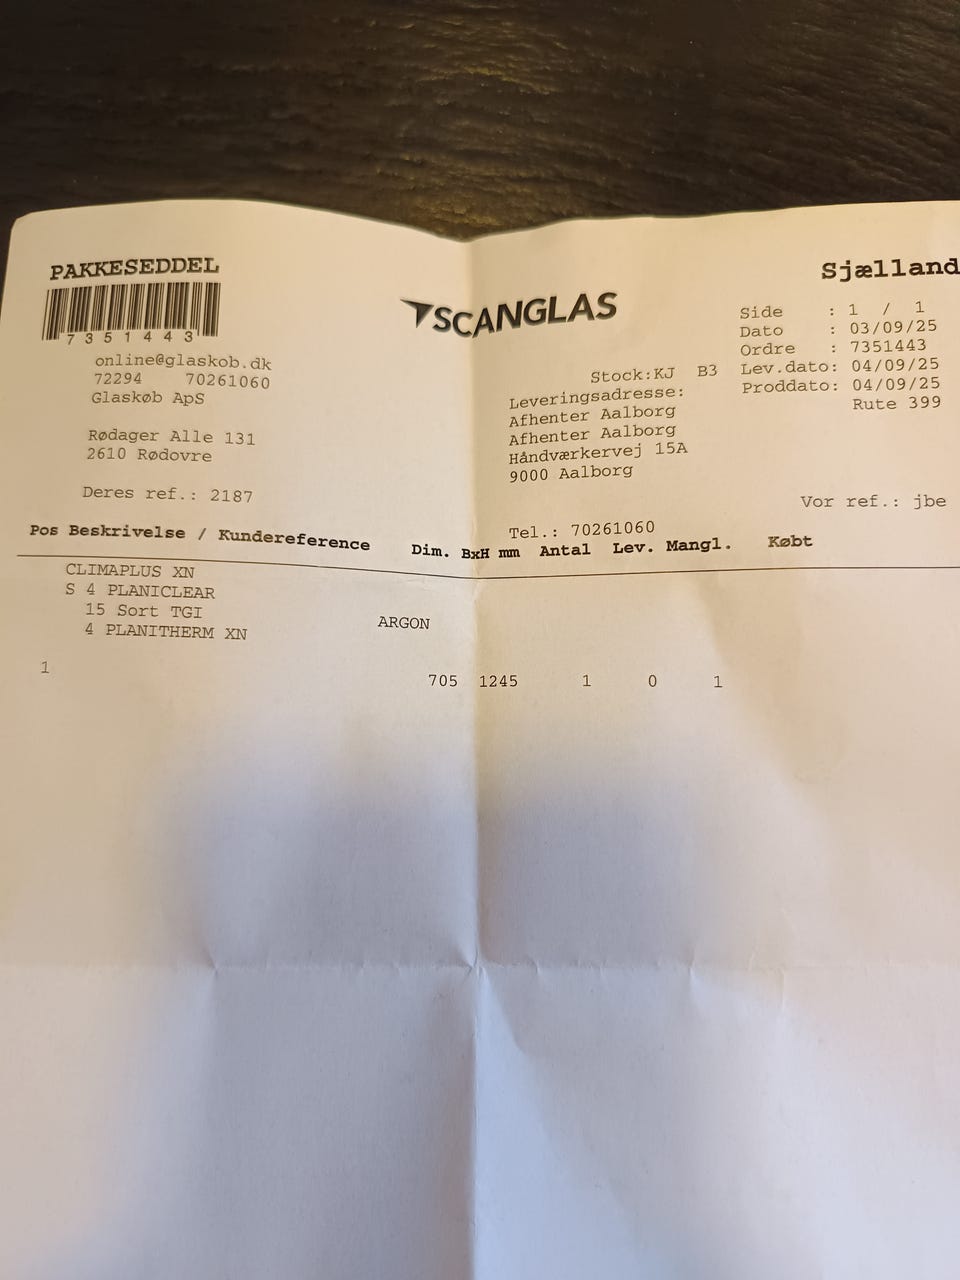 PAKKESEDDEL
7351443
online@glaskob.dk
72294 70261060
Glaskøb ApS
Rødager Alle 131
2610 Rødovre
Deres ref.: 2187
SCANGLAS
Stock:KJ B3
Leveringsadresse:
Afhenter Aalborg
Afhenter Aalborg
Håndværkervej 15A
9000 Aalborg
Tel.: 70261060
Sjælland
Side : 1 / 1
Dato : 03/09/25
Ordre : 7351443
Lev.dato: 04/09/25
Proddato: 04/09/25
Rute 399
Vor ref.: jbe
Pos Beskrivelse / Kundereference Dim. BxH mm Antal Lev. Mangl. Købt
CLIMAPLUS XN
S 4 PLANICLEAR
15 Sort TGI ARGON
4 PLANITHERM XN
1 705 1245 1 0 1